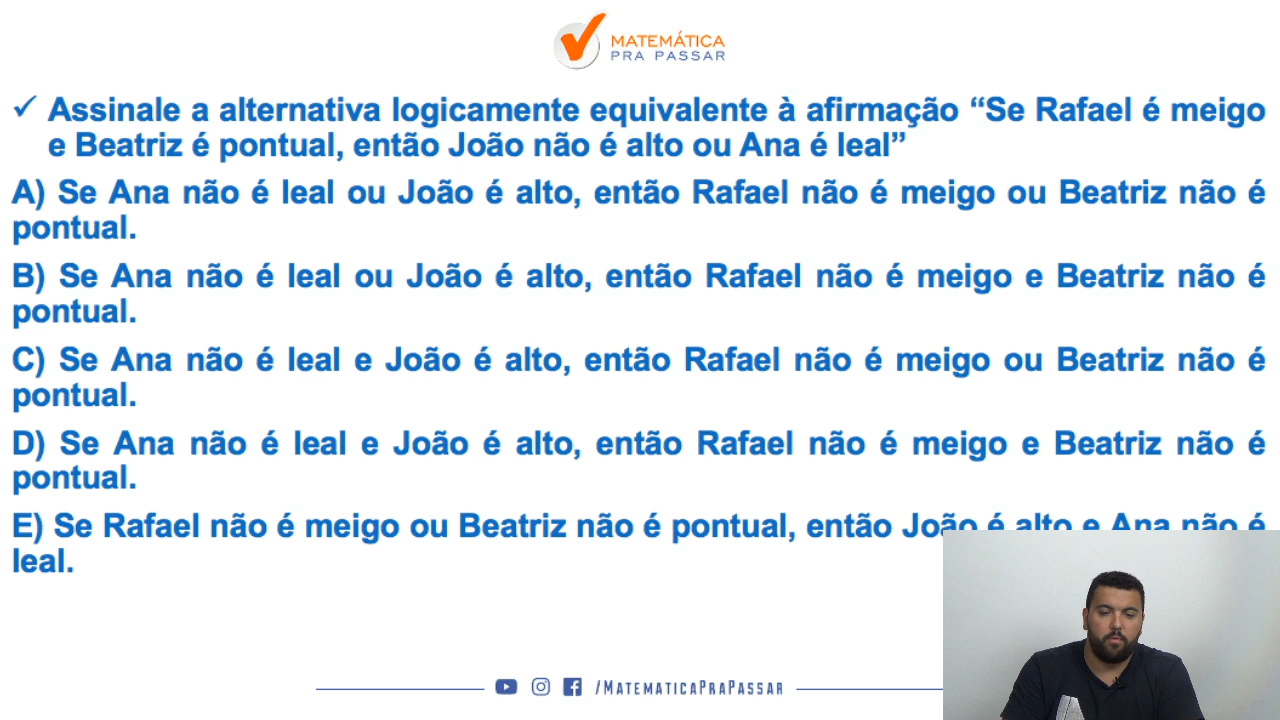 MATEMÁTICA
PRA PASSAR
✓ Assinale a alternativa logicamente equivalente à afirmação “Se Rafael é meigo
e Beatriz é pontual, então João não é alto ou Ana é leal”
A) Se Ana não é leal ou João é alto, então Rafael não é meigo ou Beatriz não é
pontual.
B) Se Ana não é leal ou João é alto, então Rafael não é meigo e Beatriz não é
pontual.
C) Se Ana não é leal e João é alto, então Rafael não é meigo ou Beatriz não é
pontual.
D) Se Ana não é leal e João é alto, então Rafael não é meigo e Beatriz não é
pontual.
E) Se Rafael não é meigo ou Beatriz não é pontual, então João é alto e Ana não é
leal.
/MATEMATICAPRAPASSAR